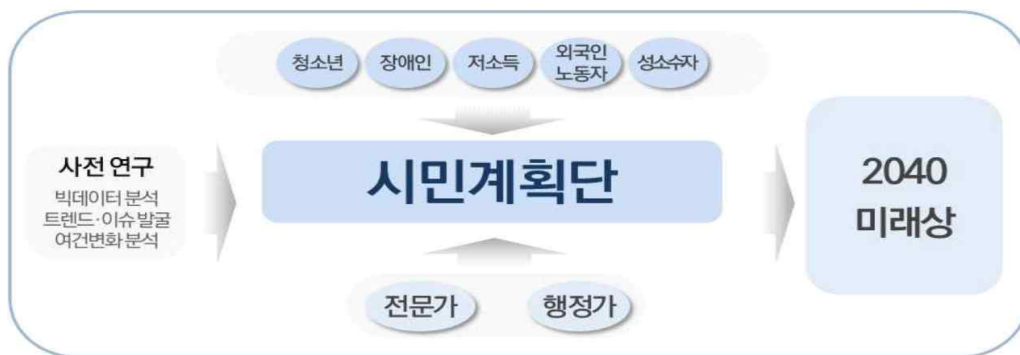 청소년
장애인
저소득
외국인
노동자
성소수자
사전 연구
빅데이터 분석
트렌드·이슈 발굴
여건변화 분석
시민계획단
2040
미래상
전문가
행정가